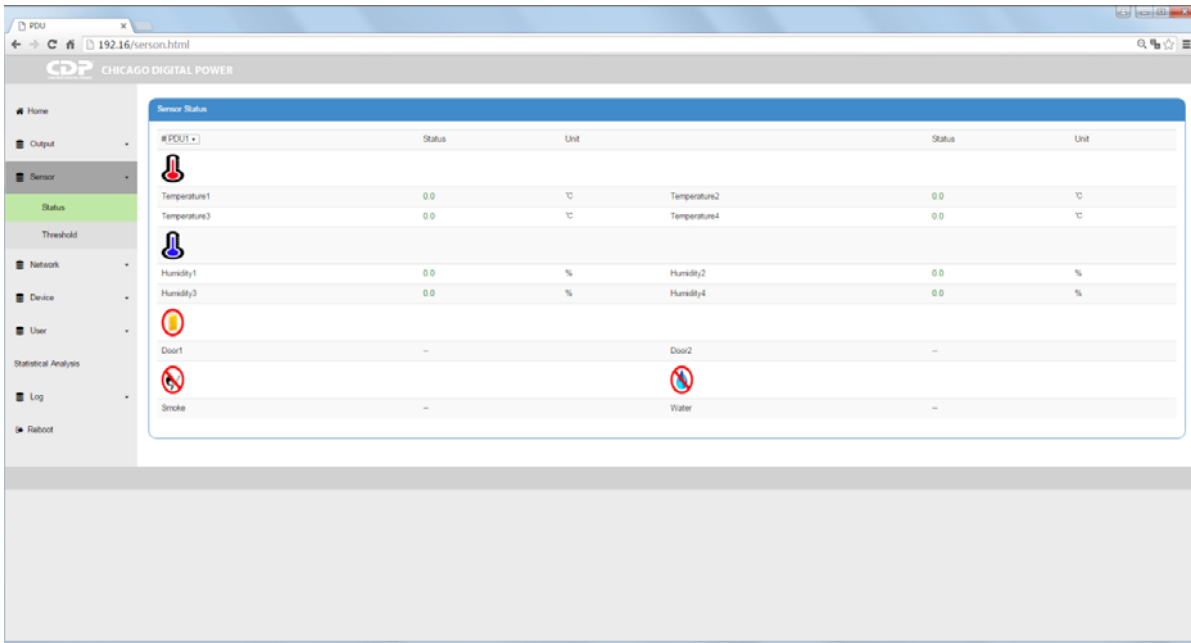 PDU
192.16/serson.html
CDP CHICAGO DIGITAL POWER
Home
Output
Sensor
Status
Threshold
Network
Device
User
Statistical Analysis
Log
Reboot
Sensor Status
# PDU1 Status Unit Status Unit
Temperature1 0.0 ℃ Temperature2 0.0 ℃
Temperature3 0.0 ℃ Temperature4 0.0 ℃
Humidity1 0.0 % Humidity2 0.0 %
Humidity3 0.0 % Humidity4 0.0 %
Door1 -- Door2 --
Smoke -- Water --